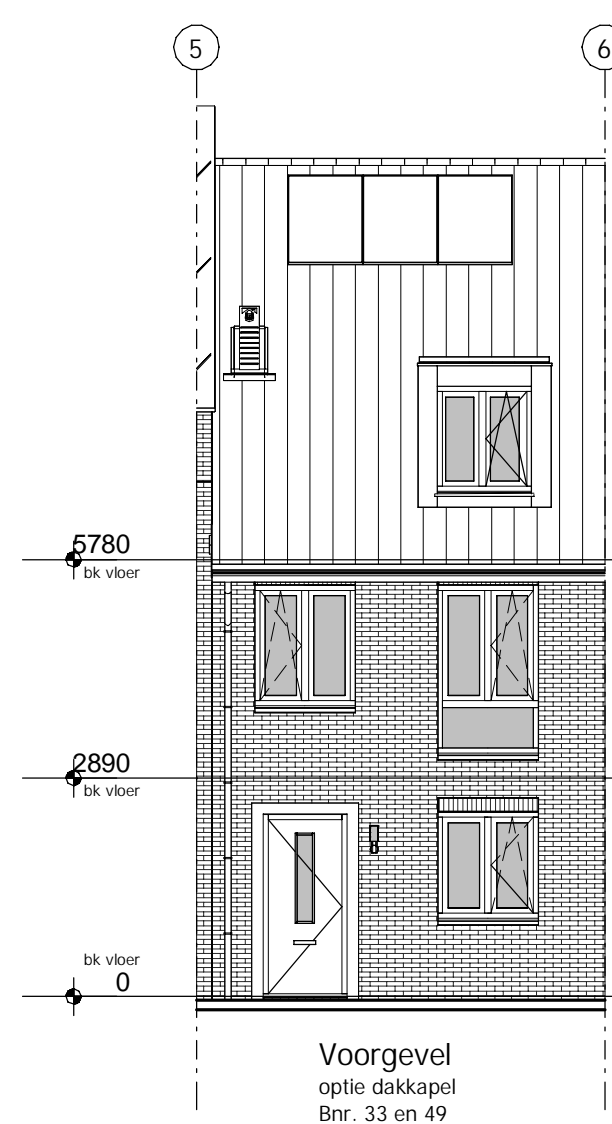 5
6
5780
bk vloer
2890
bk vloer
bk vloer
0
Voorgevel
optie dakkapel
Bnr. 33 en 49